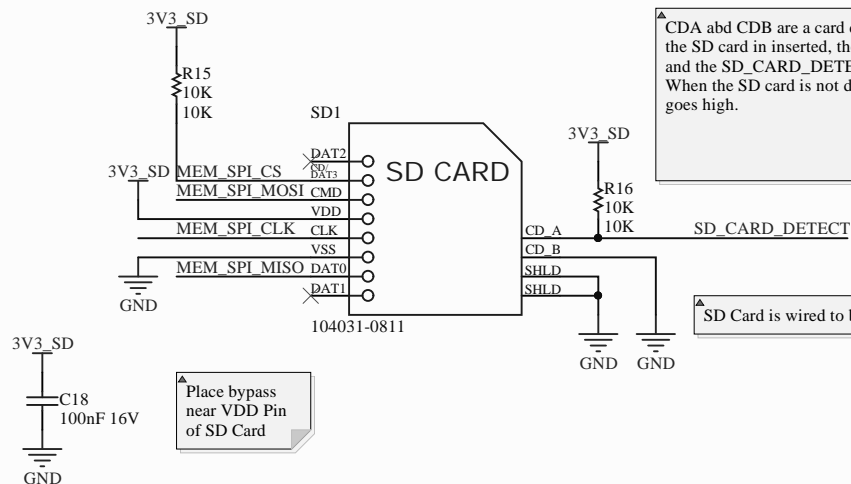 3V3_SD
R15
10K
10K
SD1
DAT2
3V3_SD
MEM_SPI_CS
CD/
DAT3
MEM_SPI_MOSI
CMD
VDD
MEM_SPI_CLK
CLK
VSS
MEM_SPI_MISO
DAT0
DAT1
GND
SD CARD
104031-0811
3V3_SD
R16
10K
10K
CD_A
SD_CARD_DETECT
CD_B
SHLD
SHLD
GND
GND
CDA abd CDB are a card
the SD card in inserted, th
and the SD_CARD_DETE
When the SD card is not d
goes high.
SD Card is wired to b
3V3_SD
C18
100nF 16V
GND
Place bypass
near VDD Pin
of SD Card